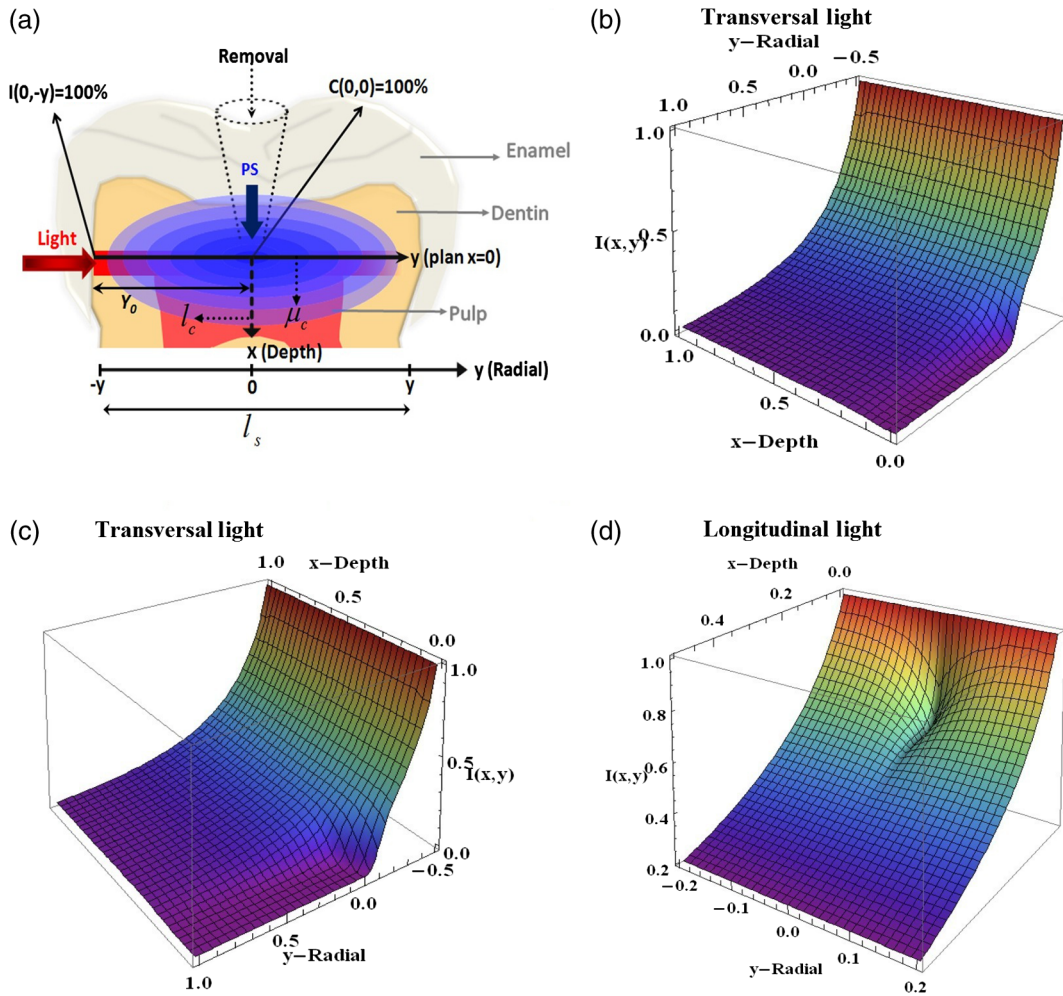 (a)
Removal
I(0,-y)=100%
C(0,0)=100%
PS
Enamel
Dentin
Light
y (plan x=0)
Y₀
l_c
μ_c
Pulp
x (Depth)
-y
0
y
y (Radial)
l_s
(b)
Transversal light
y−Radial
−0.5
0.0
0.5
1.0
1.0
0.5
I(x,y)
0.0
1.0
0.5
x−Depth
0.0
(c)
Transversal light
1.0
x−Depth
0.5
0.0
1.0
0.5
I(x,y)
0.0
−0.5
0.0
0.5
y−Radial
1.0
(d)
Longitudinal light
x−Depth
0.0
0.2
0.4
1.0
0.8
I(x,y)
0.6
0.4
0.2
−0.2
−0.1
0.0
0.1
y−Radial
0.2